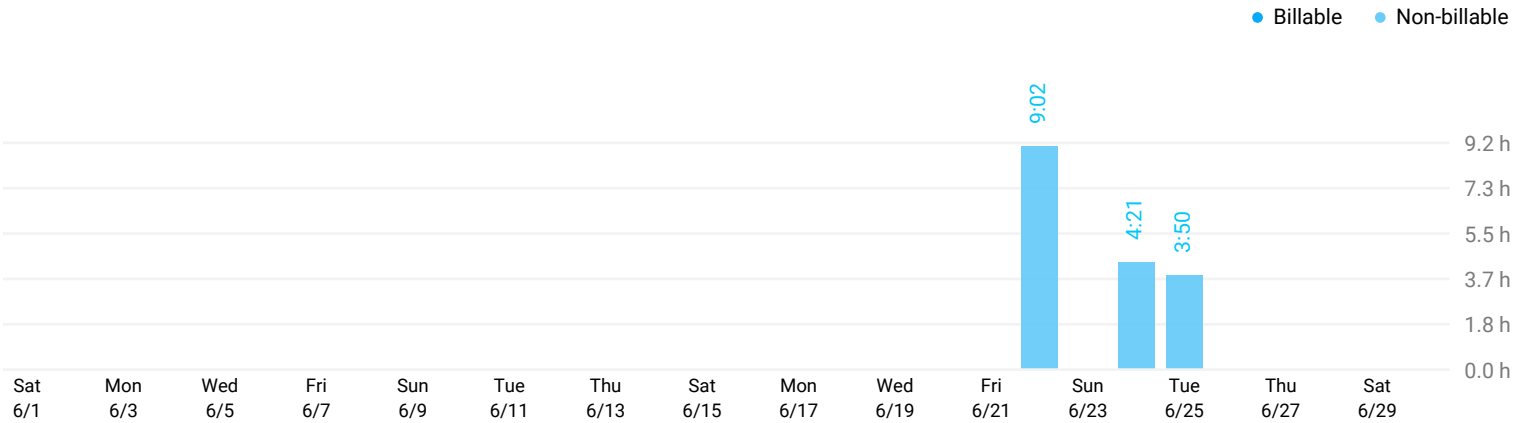 Billable Non-billable
9:02
9.2 h
7.3 h
4:21
3:50
5.5 h
3.7 h
1.8 h
0.0 h
Sat Mon Wed Fri Sun Tue Thu Sat Mon Wed Fri Sun Tue Thu Sat
6/1 6/3 6/5 6/7 6/9 6/11 6/13 6/15 6/17 6/19 6/21 6/23 6/25 6/27 6/29